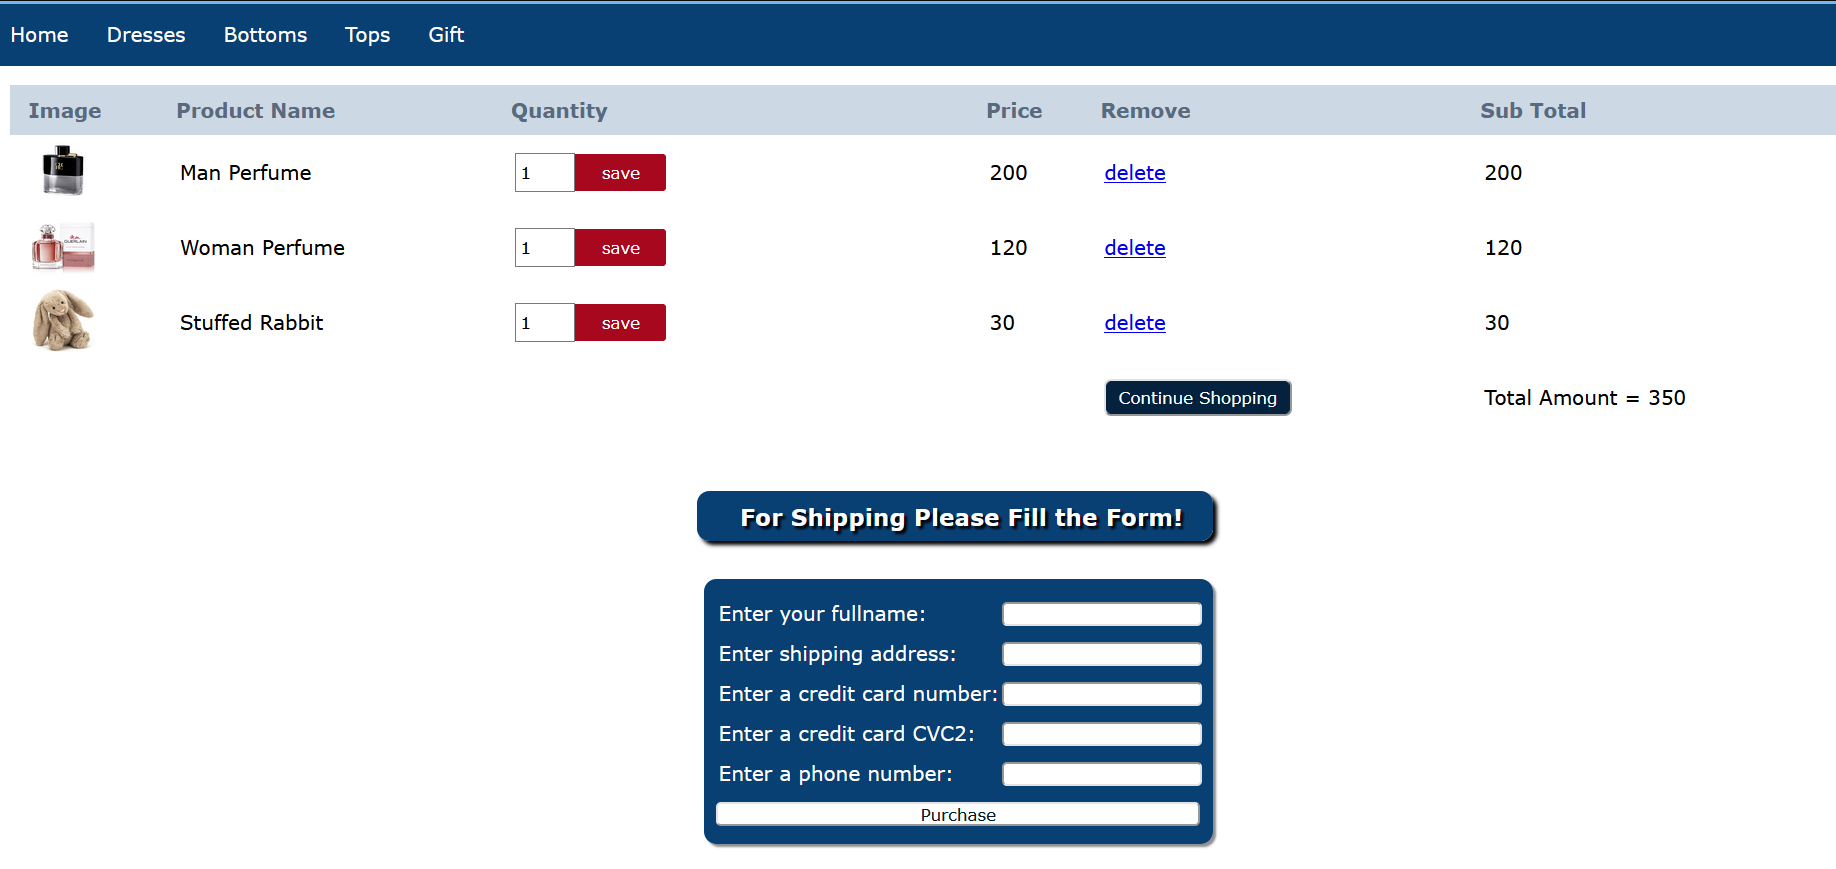 Home Dresses Bottoms Tops Gift
Image Product Name Quantity Price Remove Sub Total
Man Perfume 1 save 200 delete 200
GUERLAIN
Woman Perfume 1 save 120 delete 120
Stuffed Rabbit 1 save 30 delete 30
Continue Shopping Total Amount = 350
For Shipping Please Fill the Form!
Enter your fullname:
Enter shipping address:
Enter a credit card number:
Enter a credit card CVC2:
Enter a phone number:
Purchase